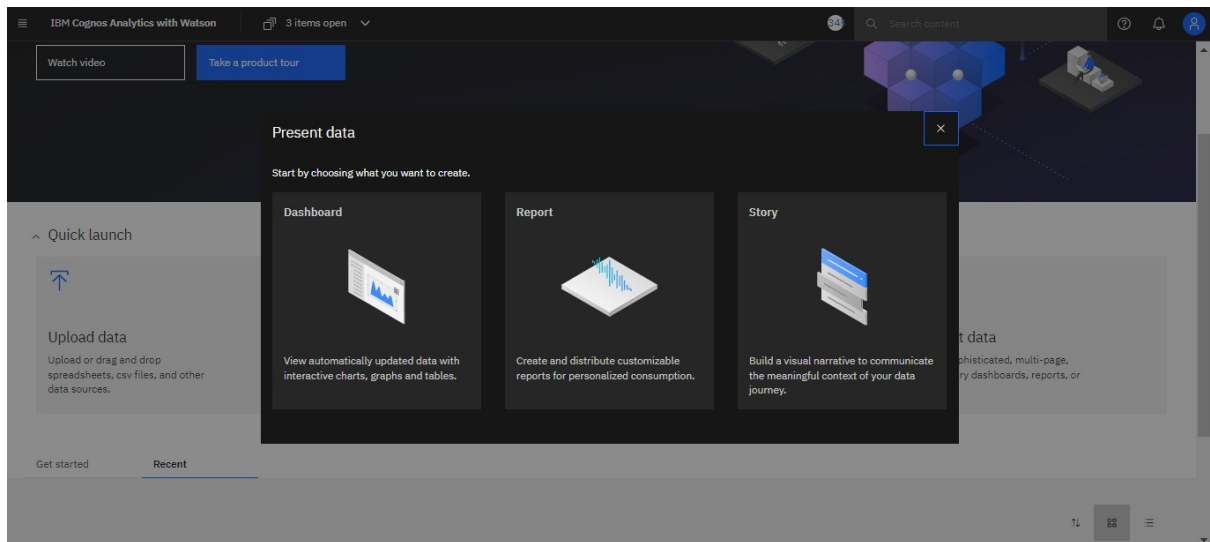 IBM Cognos Analytics with Watson
3 items open
Search content
Watch video
Take a product tour
Present data
Start by choosing what you want to create.
Dashboard
Report
Story
View automatically updated data with
interactive charts, graphs and tables.
Create and distribute customizable
reports for personalized consumption.
Build a visual narrative to communicate
the meaningful context of your data
journey.
Quick launch
Upload data
Upload or drag and drop
spreadsheets, csv files, and other
data sources.
t data
phisticated, multi-page,
ry dashboards, reports, or
Get started
Recent